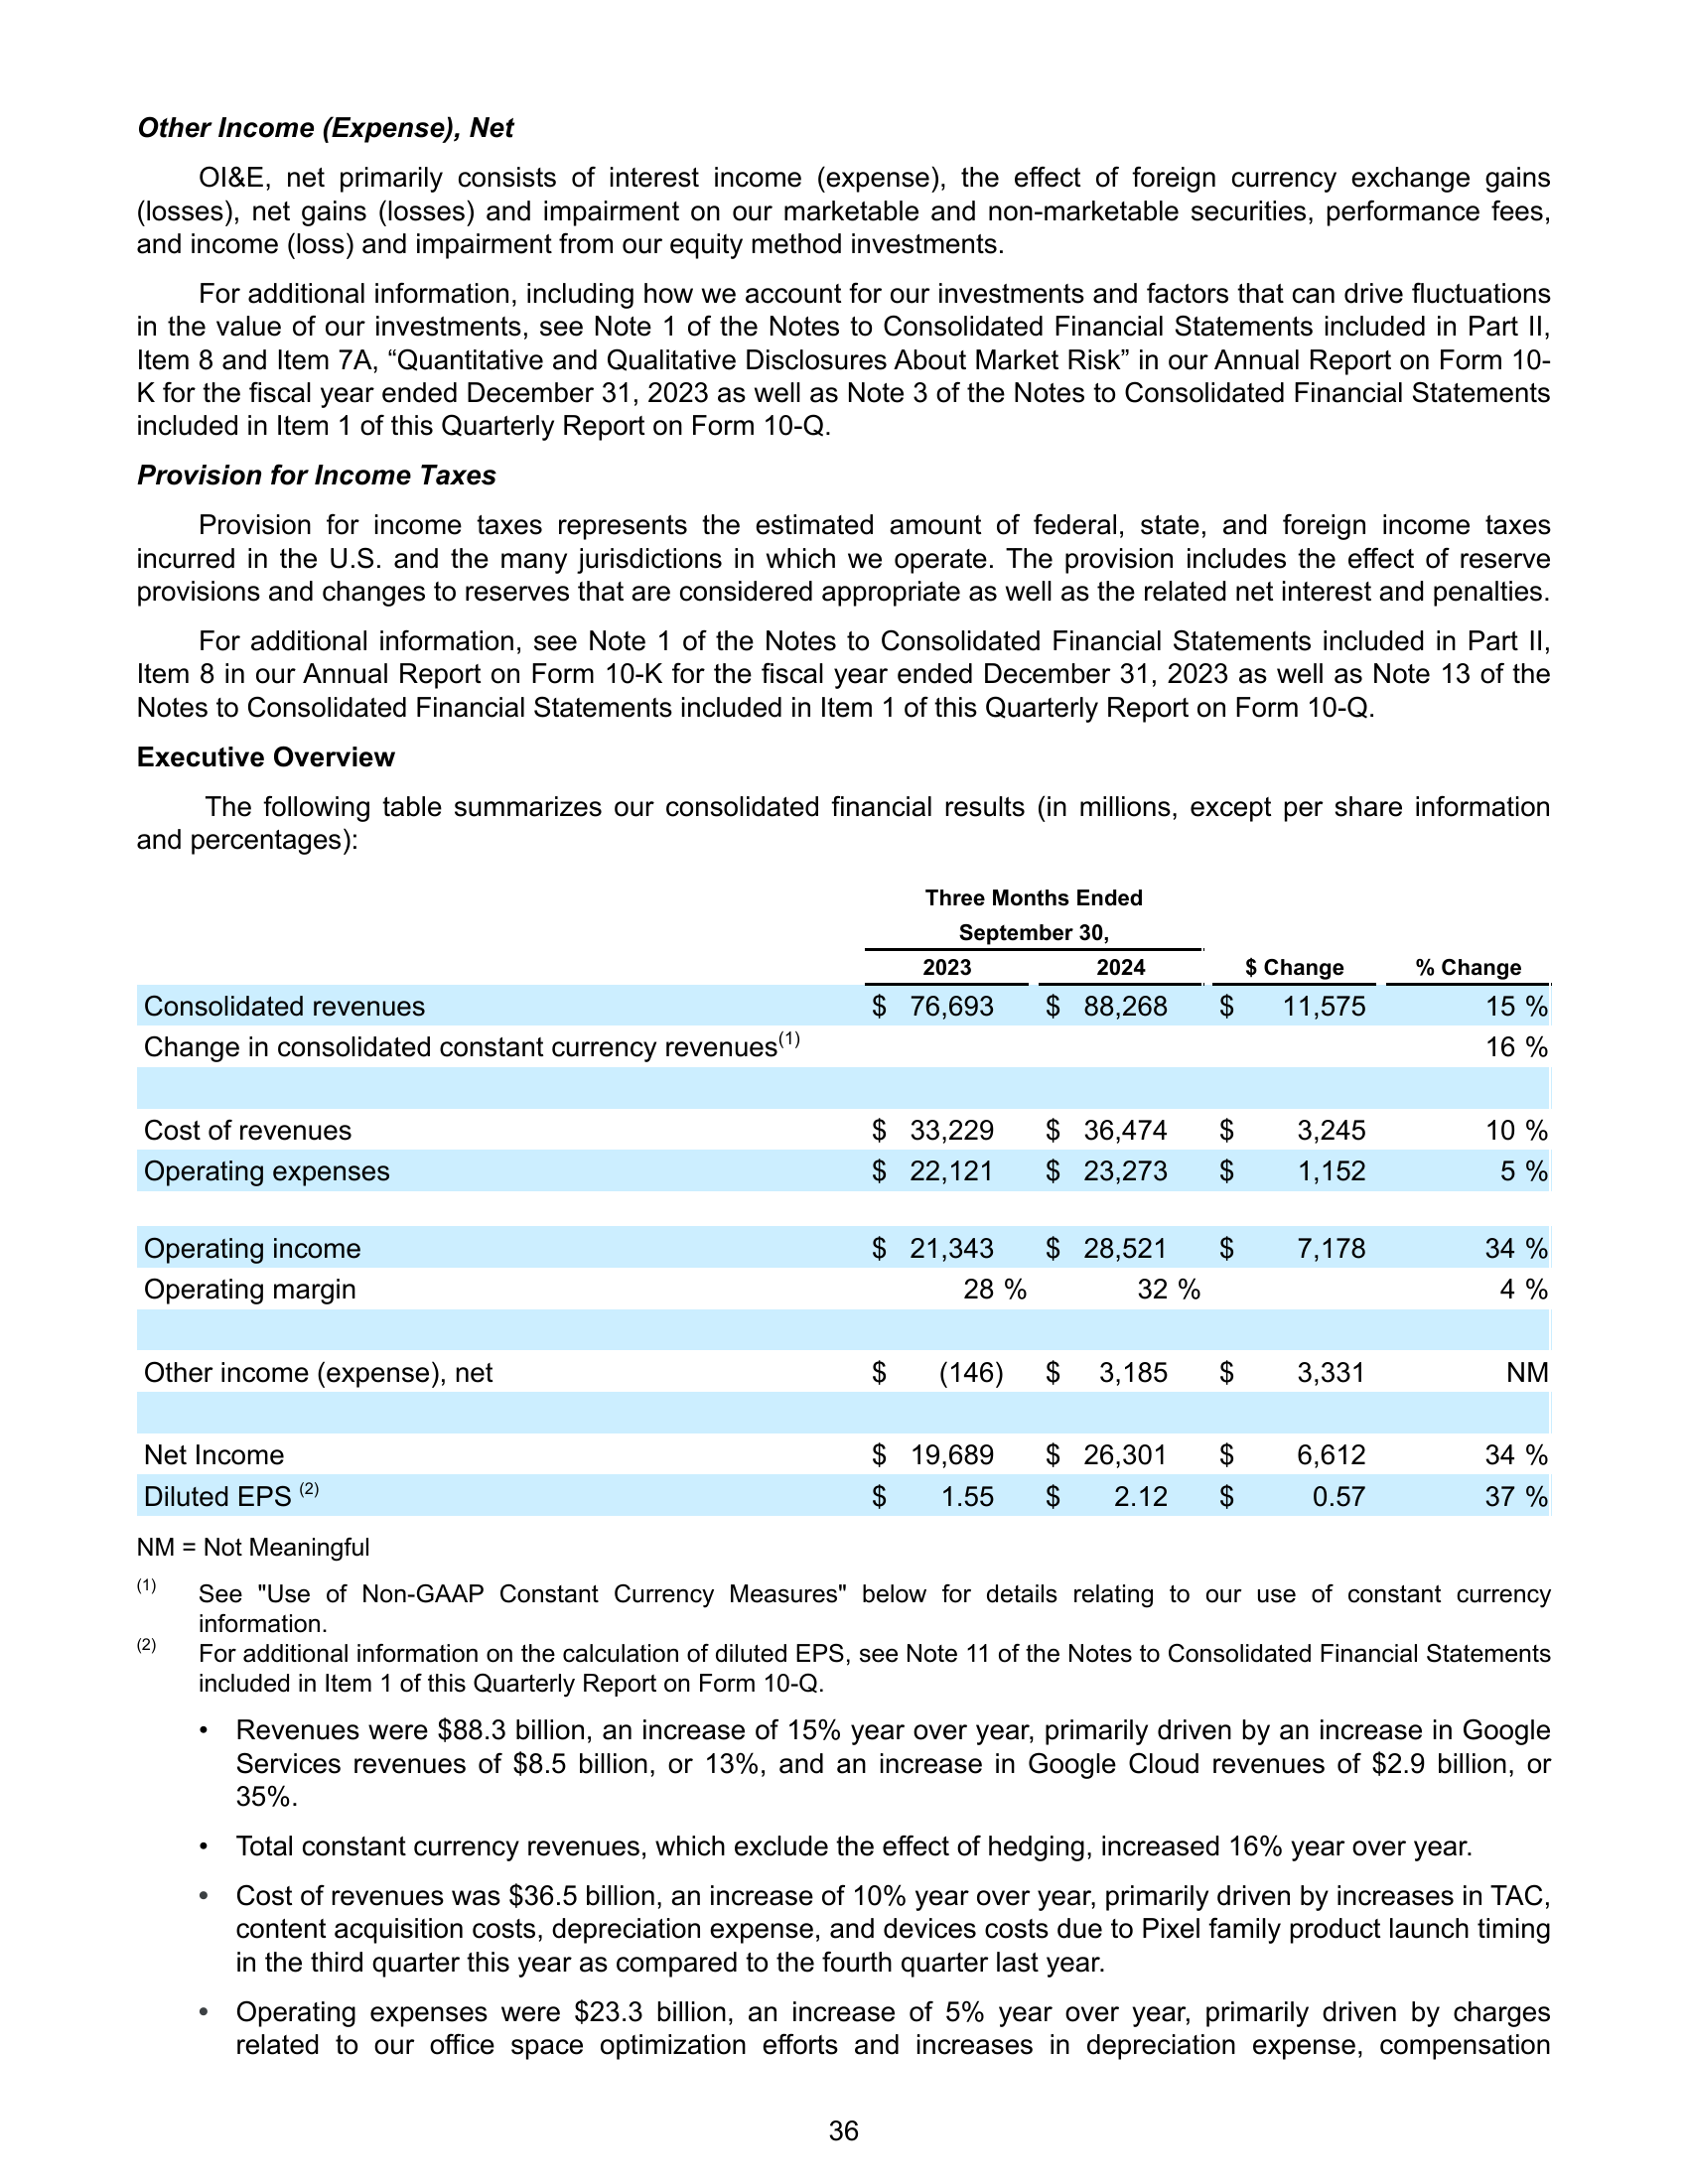 Other Income (Expense), Net
OI&E, net primarily consists of interest income (expense), the effect of foreign currency exchange gains
(losses), net gains (losses) and impairment on our marketable and non-marketable securities, performance fees,
and income (loss) and impairment from our equity method investments.
For additional information, including how we account for our investments and factors that can drive fluctuations
in the value of our investments, see Note 1 of the Notes to Consolidated Financial Statements included in Part II,
Item 8 and Item 7A, “Quantitative and Qualitative Disclosures About Market Risk” in our Annual Report on Form 10-
K for the fiscal year ended December 31, 2023 as well as Note 3 of the Notes to Consolidated Financial Statements
included in Item 1 of this Quarterly Report on Form 10-Q.
Provision for Income Taxes
Provision for income taxes represents the estimated amount of federal, state, and foreign income taxes
incurred in the U.S. and the many jurisdictions in which we operate. The provision includes the effect of reserve
provisions and changes to reserves that are considered appropriate as well as the related net interest and penalties.
For additional information, see Note 1 of the Notes to Consolidated Financial Statements included in Part II,
Item 8 in our Annual Report on Form 10-K for the fiscal year ended December 31, 2023 as well as Note 13 of the
Notes to Consolidated Financial Statements included in Item 1 of this Quarterly Report on Form 10-Q.
Executive Overview
The following table summarizes our consolidated financial results (in millions, except per share information
and percentages):
Three Months Ended
September 30,
2023 2024 $ Change % Change
Consolidated revenues $ 76,693 $ 88,268 $ 11,575 15 %
Change in consolidated constant currency revenues(1) 16 %
Cost of revenues $ 33,229 $ 36,474 $ 3,245 10 %
Operating expenses $ 22,121 $ 23,273 $ 1,152 5 %
Operating income $ 21,343 $ 28,521 $ 7,178 34 %
Operating margin 28 % 32 % 4 %
Other income (expense), net $ (146) $ 3,185 $ 3,331 NM
Net Income $ 19,689 $ 26,301 $ 6,612 34 %
Diluted EPS (2) $ 1.55 $ 2.12 $ 0.57 37 %
NM = Not Meaningful
(1) See "Use of Non-GAAP Constant Currency Measures" below for details relating to our use of constant currency
information.
(2) For additional information on the calculation of diluted EPS, see Note 11 of the Notes to Consolidated Financial Statements
included in Item 1 of this Quarterly Report on Form 10-Q.
• Revenues were $88.3 billion, an increase of 15% year over year, primarily driven by an increase in Google
Services revenues of $8.5 billion, or 13%, and an increase in Google Cloud revenues of $2.9 billion, or
35%.
• Total constant currency revenues, which exclude the effect of hedging, increased 16% year over year.
• Cost of revenues was $36.5 billion, an increase of 10% year over year, primarily driven by increases in TAC,
content acquisition costs, depreciation expense, and devices costs due to Pixel family product launch timing
in the third quarter this year as compared to the fourth quarter last year.
• Operating expenses were $23.3 billion, an increase of 5% year over year, primarily driven by charges
related to our office space optimization efforts and increases in depreciation expense, compensation
36